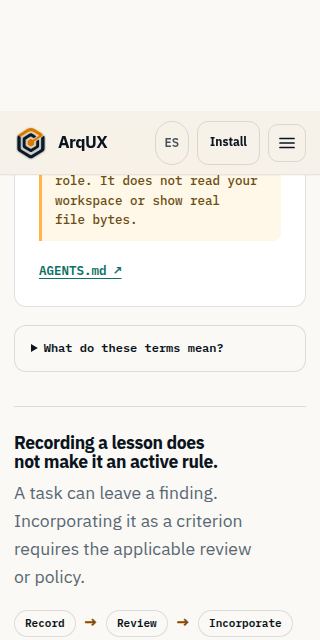 ArqUX
ES
Install
role. It does not read your
workspace or show real
file bytes.
AGENTS.md ↗
▶ What do these terms mean?
Recording a lesson does
not make it an active rule.
A task can leave a finding.
Incorporating it as a criterion
requires the applicable review
or policy.
Record → Review → Incorporate